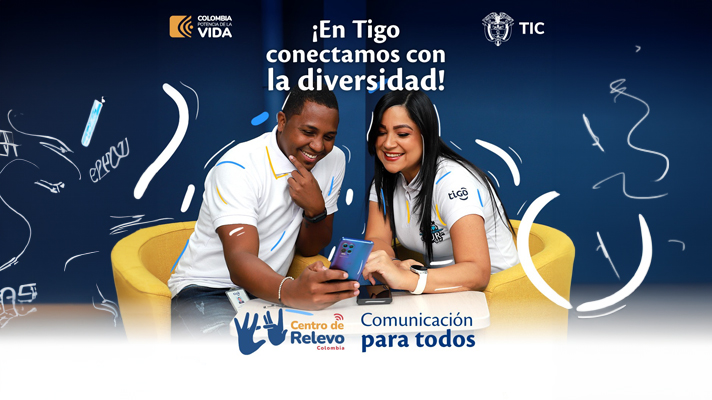 COLOMBIA
POTENCIA DE LA
VIDA
¡En Tigo
conectamos con
la diversidad!
TIC
tigo
Centro de
Relevo
Colombia
Comunicación
para todos